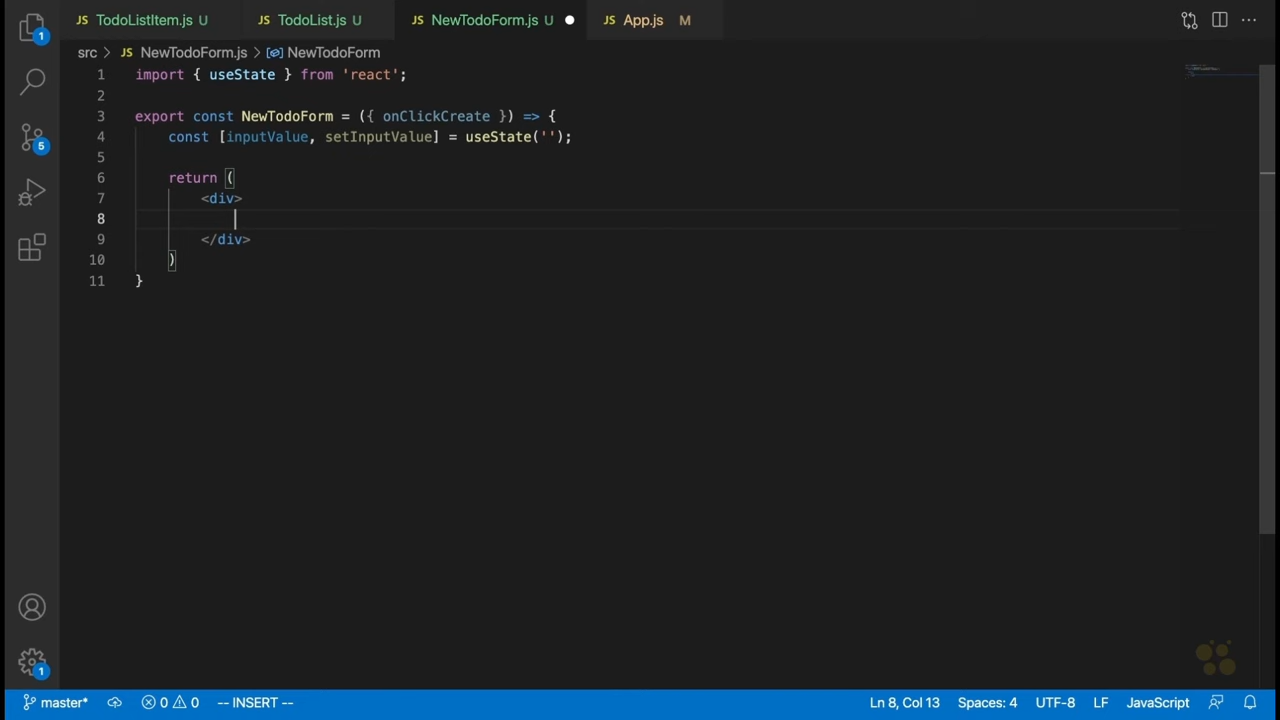 1
JS TodoListItem.js U
JS TodoList.js U
JS NewTodoForm.js U
JS App.js M
src > JS NewTodoForm.js > NewTodoForm
1 import { useState } from 'react';
2
3 export const NewTodoForm = ({ onClickCreate }) => {
4     const [inputValue, setInputValue] = useState('');
5
6     return (
7         <div>
8
9         </div>
10     )
11 }
5
1
master*
0 0
-- INSERT --
Ln 8, Col 13
Spaces: 4
UTF-8
LF
JavaScript